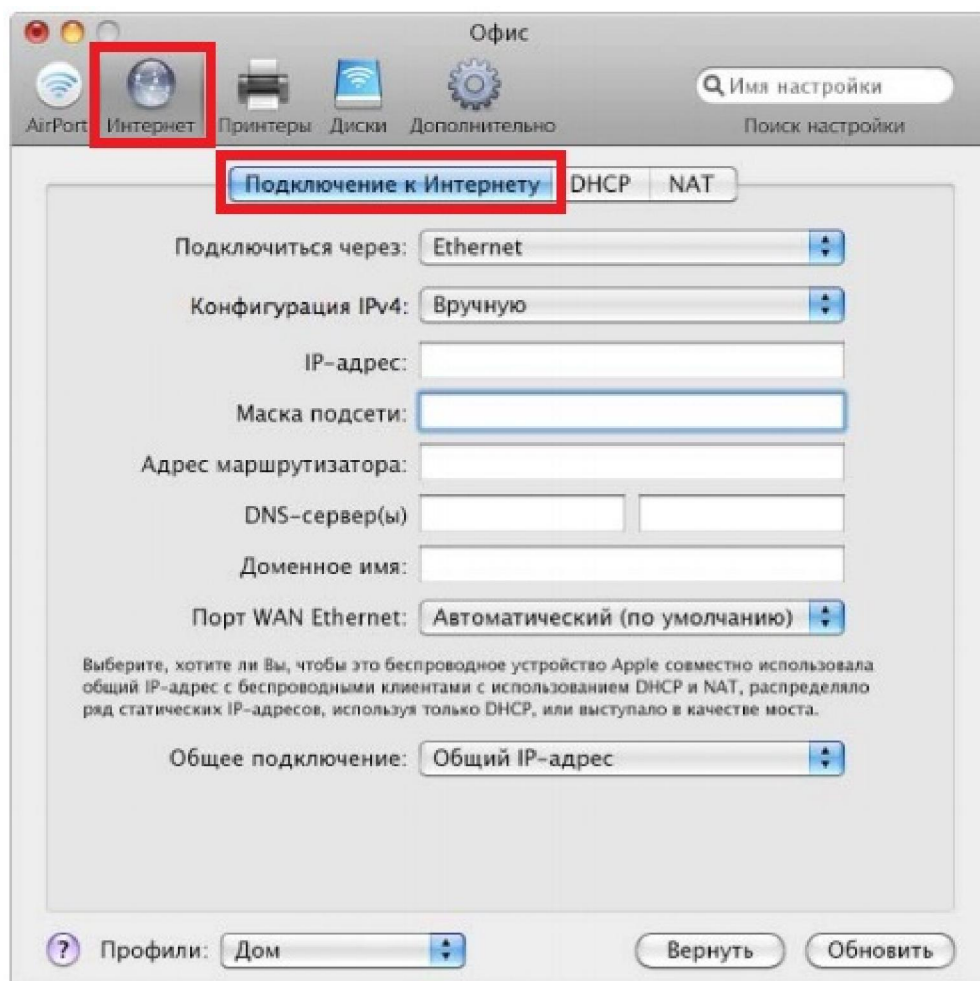 Офис
Имя настройки
AirPort Интернет Принтеры Диски Дополнительно Поиск настройки
Подключение к Интернету DHCP NAT
Подключиться через: Ethernet
Конфигурация IPv4: Вручную
IP-адрес:
Маска подсети:
Адрес маршрутизатора:
DNS-сервер(ы)
Доменное имя:
Порт WAN Ethernet: Автоматический (по умолчанию)
Выберите, хотите ли Вы, чтобы это беспроводное устройство Apple совместно использовала
общий IP-адрес с беспроводными клиентами с использованием DHCP и NAT, распределяло
ряд статических IP-адресов, используя только DHCP, или выступало в качестве моста.
Общее подключение: Общий IP-адрес
? Профили: Дом Вернуть Обновить